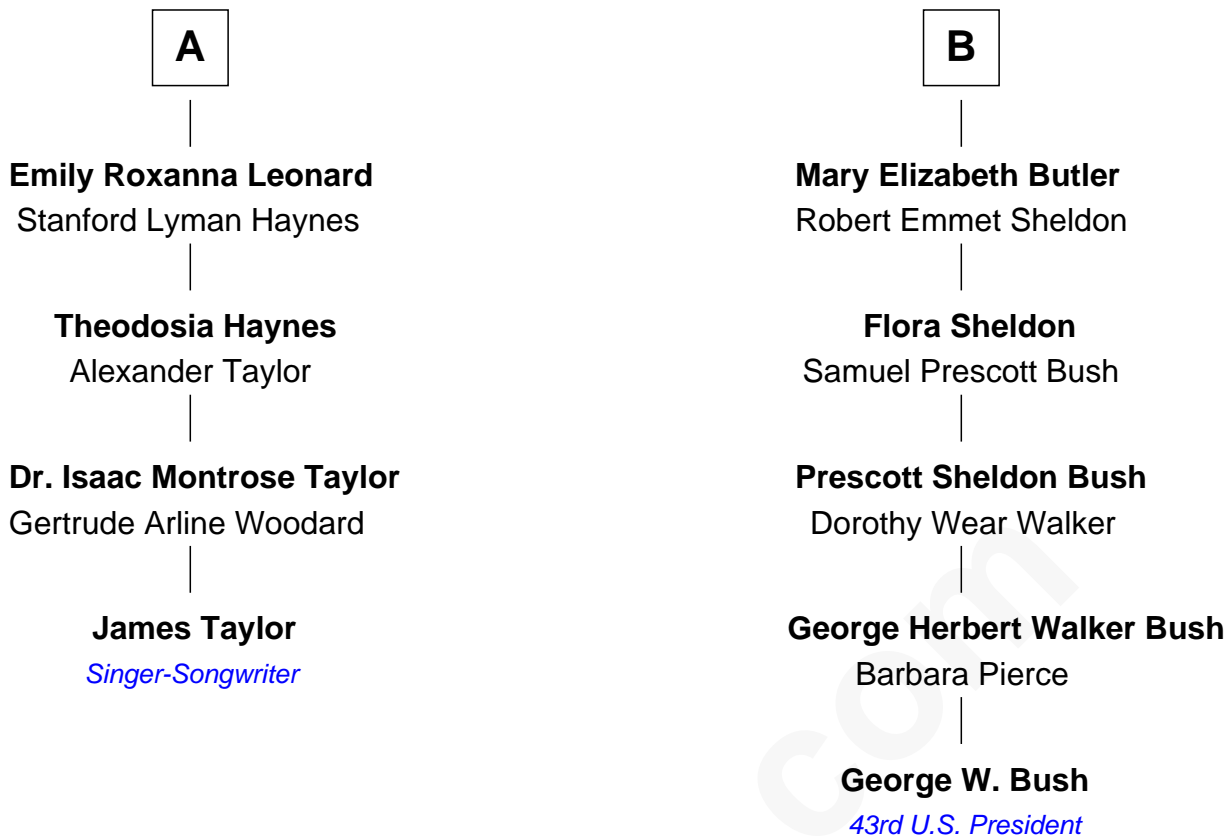 A
Emily Roxanna Leonard
Stanford Lyman Haynes
Theodosia Haynes
Alexander Taylor
Dr. Isaac Montrose Taylor
Gertrude Arline Woodard
James Taylor
Singer-Songwriter
B
Mary Elizabeth Butler
Robert Emmet Sheldon
Flora Sheldon
Samuel Prescott Bush
Prescott Sheldon Bush
Dorothy Wear Walker
George Herbert Walker Bush
Barbara Pierce
George W. Bush
43rd U.S. President
com